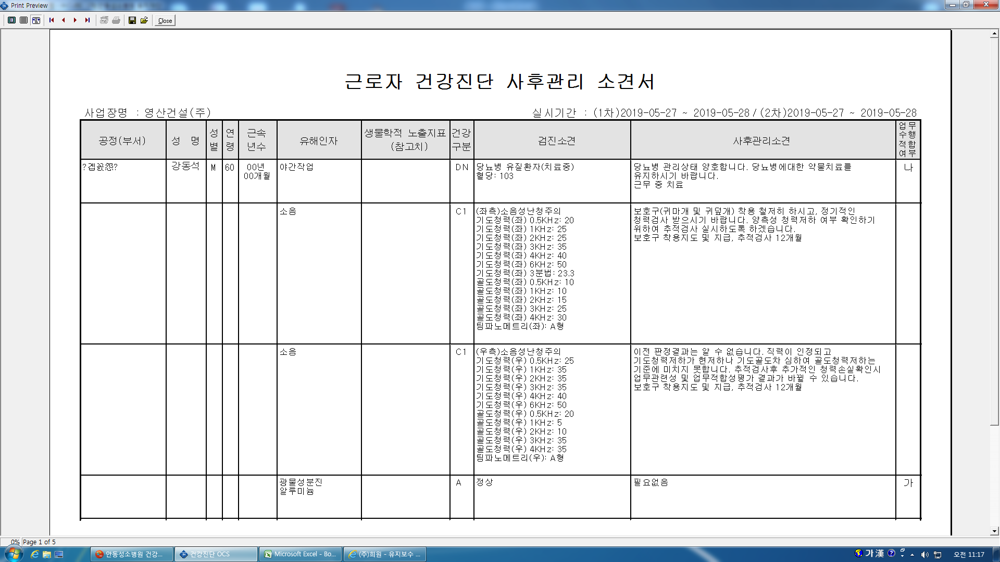 Print Preview
Close
근로자 건강진단 사후관리 소견서
사업장명 : 영산건설(주)
실시기간 : (1차)2019-05-27 ~ 2019-05-28 / (2차)2019-05-27 ~ 2019-05-28
공정(부서) 성 명 성별 연령 근속년수 유해인자 생물학적 노출지표(참고치) 건강구분 검진소견 사후관리소견 업무수행적합여부
강동석 M 60 00년 00개월 야간작업 DN
당뇨병 유질환자(치료중)
혈당: 103
당뇨병 관리상태 양호합니다. 당뇨병에대한 약물치료를
유지하시기 바랍니다.
근무 중 치료
나
소음 C1
(좌측)소음성난청주의
기도청력(좌) 0.5KHz: 20
기도청력(좌) 1KHz: 25
기도청력(좌) 2KHz: 25
기도청력(좌) 3KHz: 35
기도청력(좌) 4KHz: 40
기도청력(좌) 6KHz: 50
기도청력(좌) 3분법: 23.3
골도청력(좌) 0.5KHz: 10
골도청력(좌) 1KHz: 10
골도청력(좌) 2KHz: 15
골도청력(좌) 3KHz: 25
골도청력(좌) 4KHz: 30
팀파노메트리(좌): A형
보호구(귀마개 및 귀덮개) 착용 철저히 하시고, 정기적인
청력검사 받으시기 바랍니다. 양측성 청력저하 여부 확인하기
위하여 추적검사 실시하도록 하겠습니다.
보호구 착용지도 및 지급, 추적검사 12개월
소음 C1
(우측)소음성난청주의
기도청력(우) 0.5KHz: 25
기도청력(우) 1KHz: 35
기도청력(우) 2KHz: 35
기도청력(우) 3KHz: 35
기도청력(우) 4KHz: 40
기도청력(우) 6KHz: 50
골도청력(우) 0.5KHz: 20
골도청력(우) 1KHz: 5
골도청력(우) 2KHz: 10
골도청력(우) 3KHz: 35
골도청력(우) 4KHz: 35
팀파노메트리(우): A형
이전 판정결과는 알 수 없습니다. 직력이 인정되고
기도청력저하가 현저하나 기도골도차 심하여 골도청력저하는
기준에 미치지 못합니다. 추적검사후 추가적인 청력손실확인시
업무관련성 및 업무적합성평가 결과가 바뀔 수 있습니다.
보호구 착용지도 및 지급, 추적검사 12개월
광물성분진
알루미늄
A 정상 필요없음 가
0% Page 1 of 5
안동성소병원 건강... 건강진단 OCS Microsoft Excel - Bo... (주)희원 - 유지보수 ... 가 漢 오전 11:17